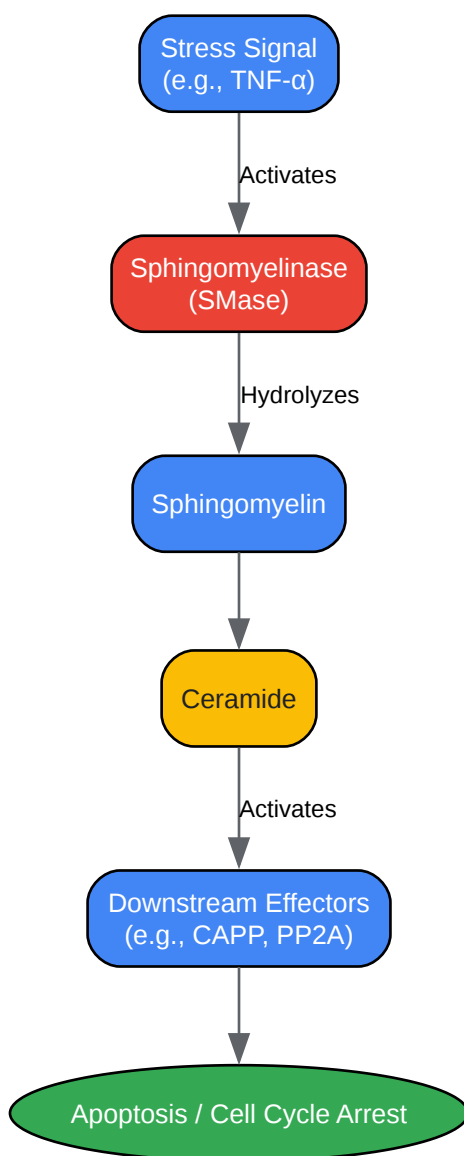 Stress Signal
(e.g., TNF-α)
Activates
Sphingomyelinase
(SMase)
Hydrolyzes
Sphingomyelin
Ceramide
Activates
Downstream Effectors
(e.g., CAPP, PP2A)
Apoptosis / Cell Cycle Arrest